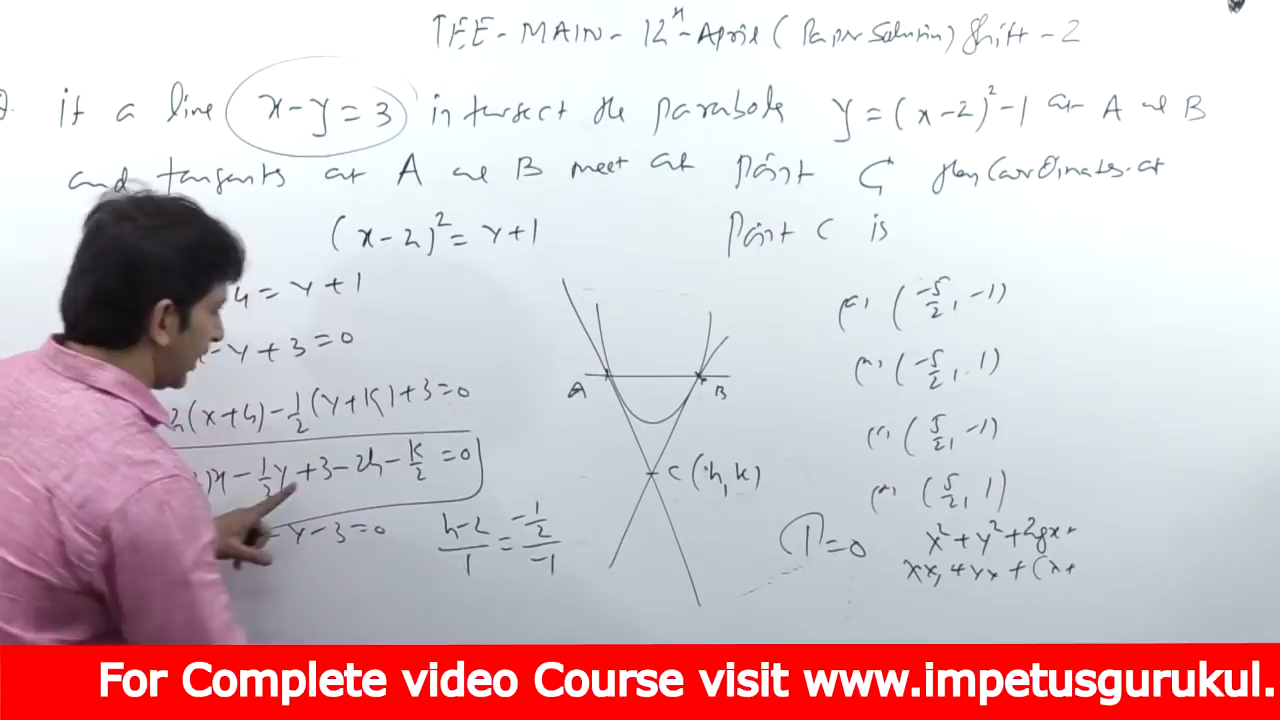 JEE-MAIN-12th-April (Paper Solution) Shift-2
Q. if a line x-y=3 intersect the parabola y=(x-2)²-1 at A and B
and tangents at A and B meet at point C then Coordinates at
Point C is
(x-2)²=y+1
4=y+1
-y+3=0
(x+h)-½(y+k)+3=0
)x-½y+3-2h-k/2=0
-y-3=0
(h-2)/1=(-½)/-1
A
B
C(h,k)
(-5/2,-1)
(-5/2,1)
(5/2,-1)
(5/2,1)
T=0
x²+y²+2gx+
xx₁+yy₁+(x+
For Complete video Course visit www.impetusgurukul.